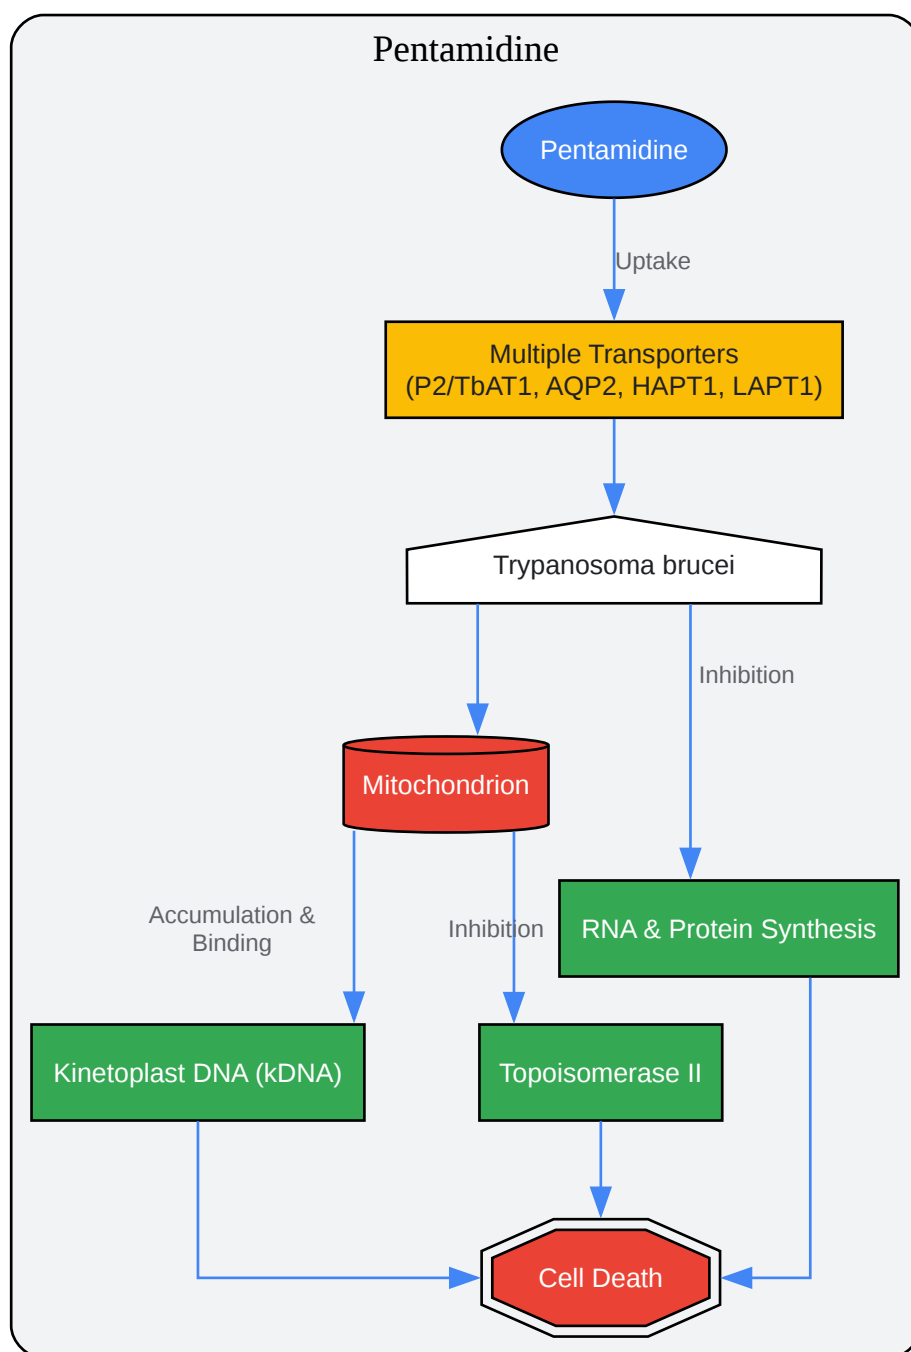 Pentamidine
Pentamidine
Uptake
Multiple Transporters
(P2/TbAT1, AQP2, HAPT1, LAPT1)
Trypanosoma brucei
Inhibition
Mitochondrion
Accumulation &
Binding
Inhibition
RNA & Protein Synthesis
Kinetoplast DNA (kDNA)
Topoisomerase II
Cell Death